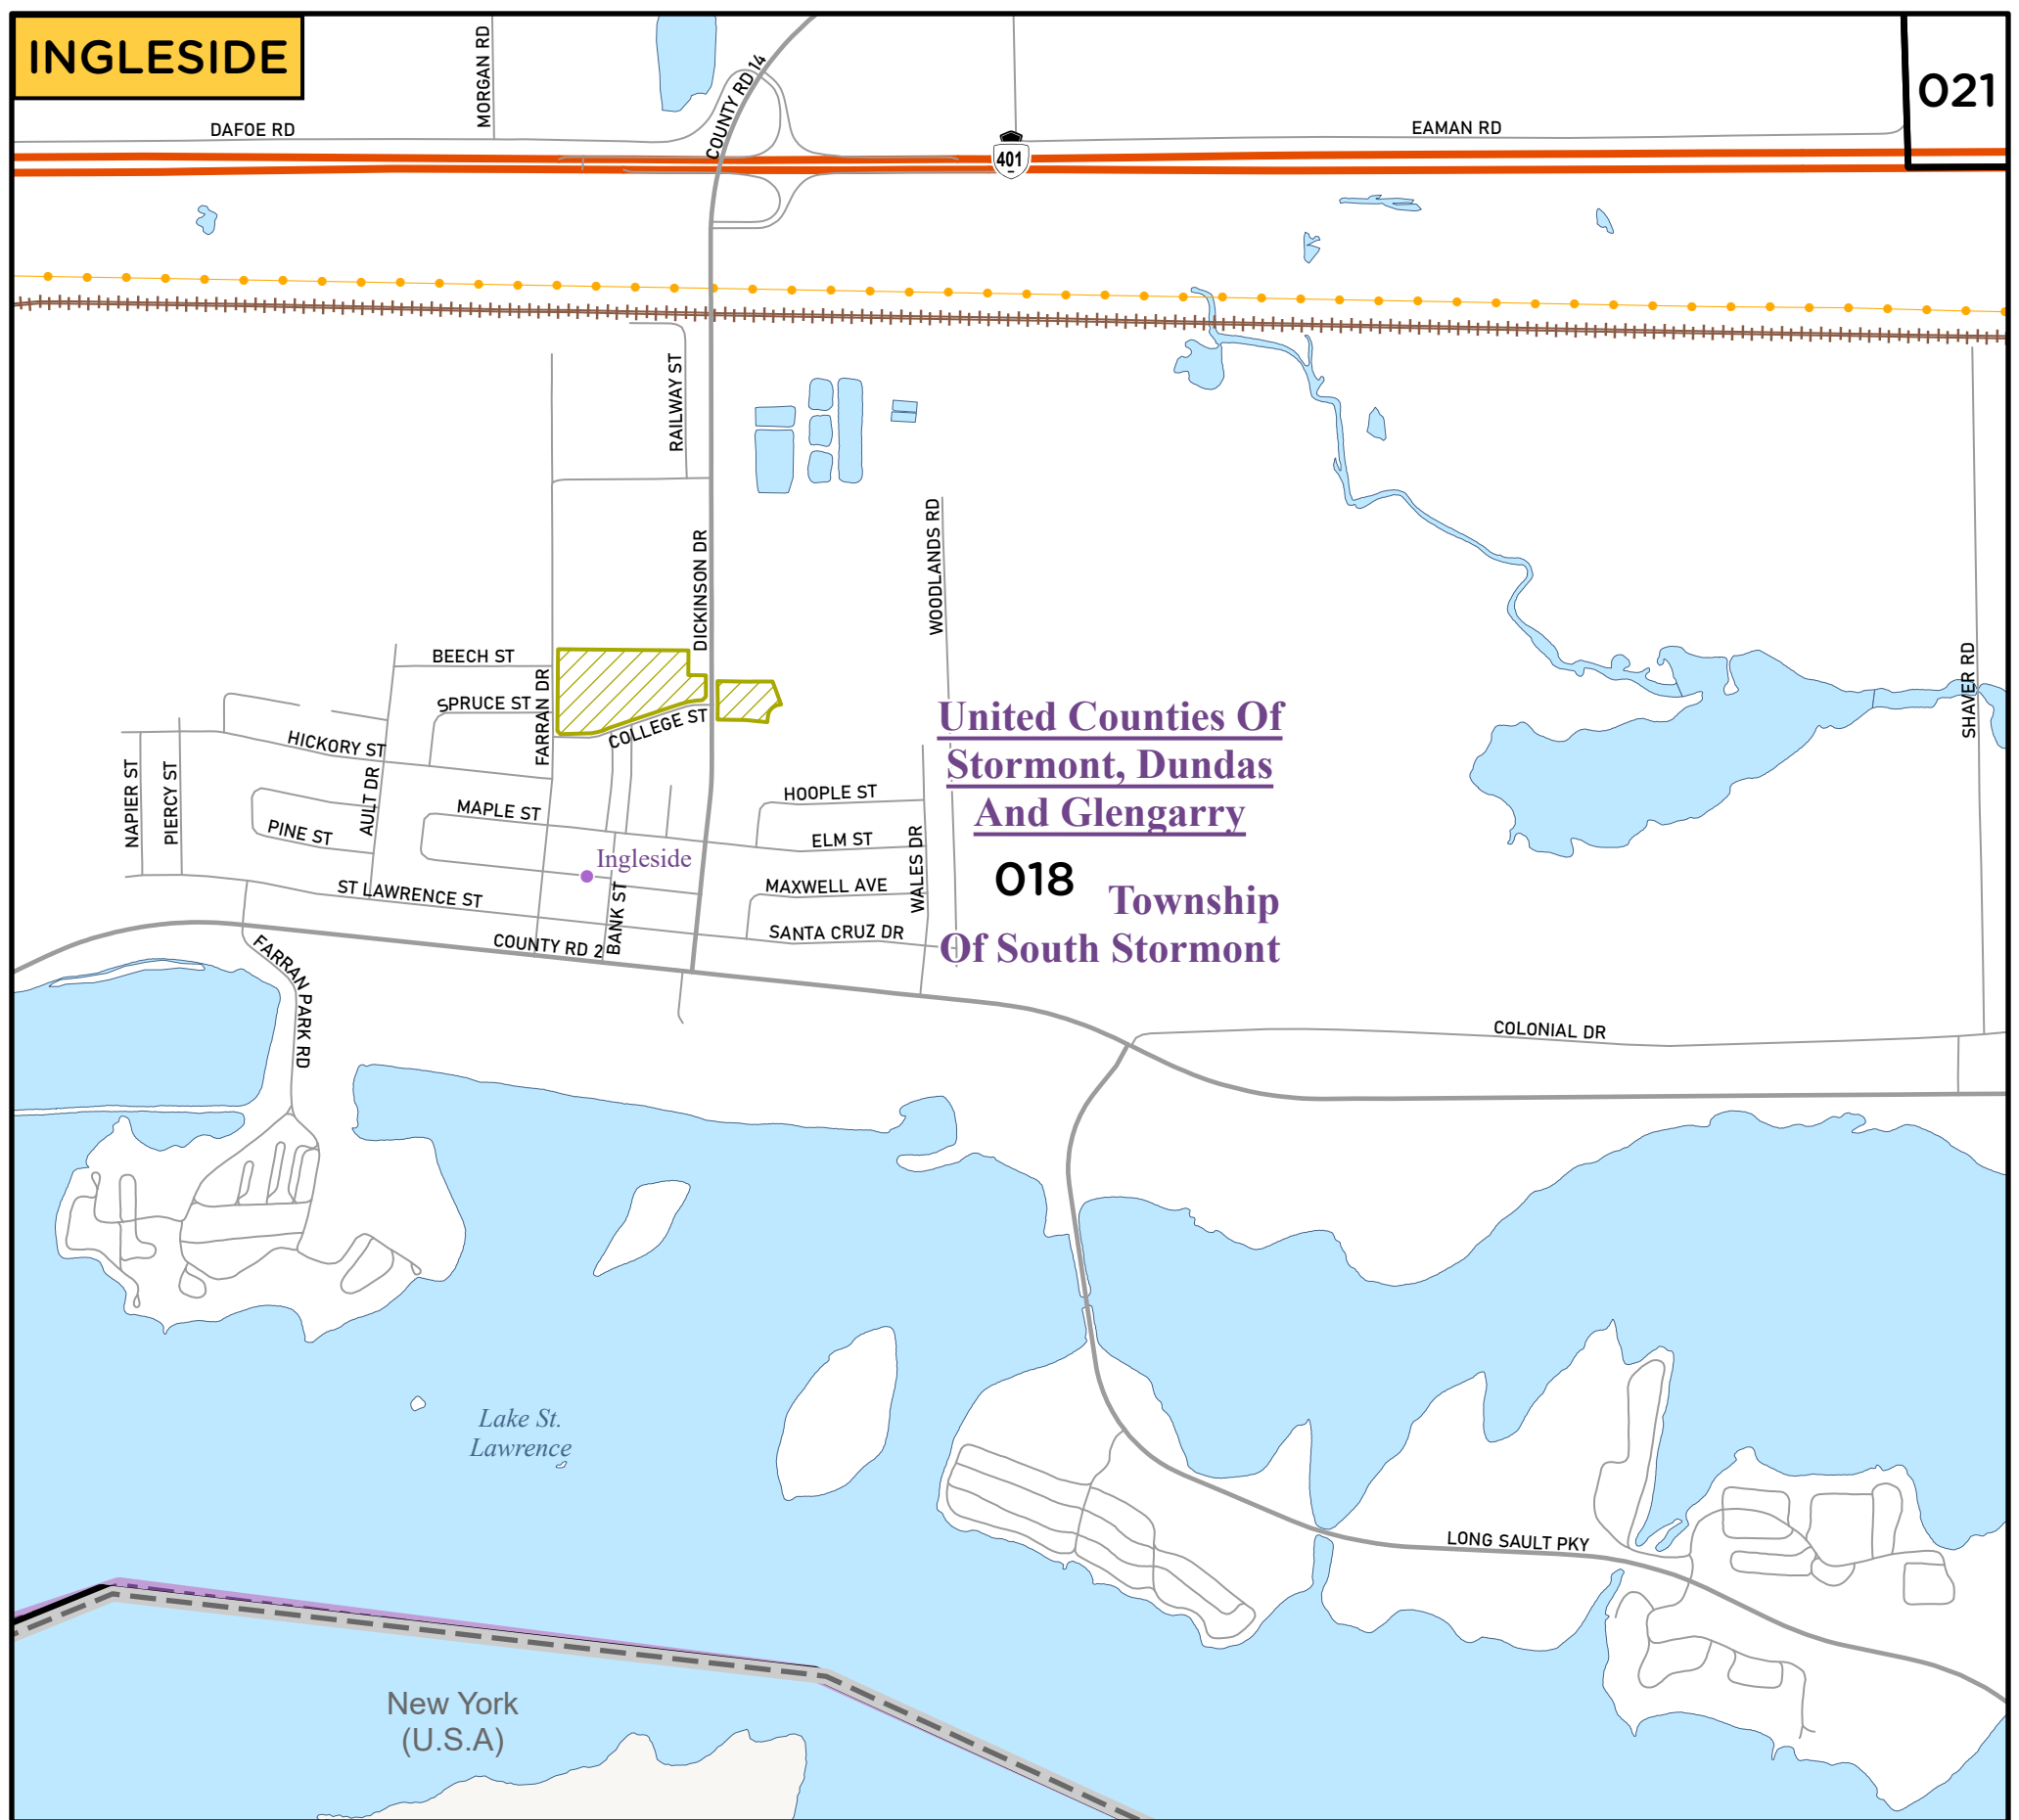 INGLESIDE
MORGAN RD
COUNTY RD 14
021
DAFOE RD
EAMAN RD
401
RAILWAY ST
WOODLANDS RD
DICKINSON DR
BEECH ST
SHAVER RD
FARRAN DR
SPRUCE ST
COLLEGE ST
United Counties Of
Stormont, Dundas
And Glengarry
HICKORY ST
NAPIER ST
PIERCY ST
AULT DR
HOOPLE ST
MAPLE ST
PINE ST
ELM ST
WALES DR
Ingleside
018
Township
Of South Stormont
ST LAWRENCE ST
MAXWELL AVE
BANK ST
SANTA CRUZ DR
COUNTY RD 2
FARRAN PARK RD
COLONIAL DR
Lake St.
Lawrence
LONG SAULT PKY
New York
(U.S.A)